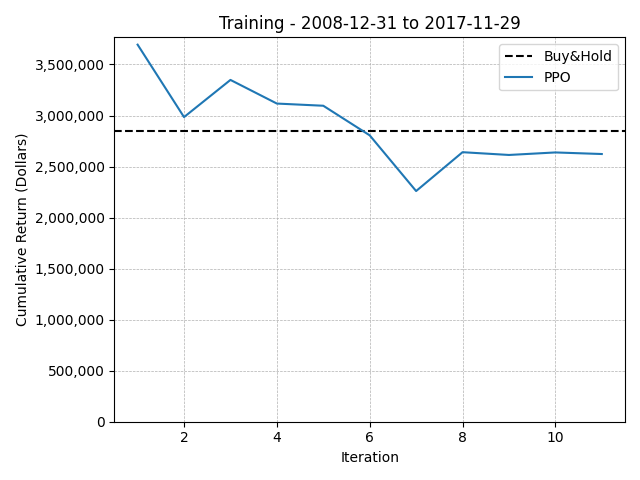 Training - 2008-12-31 to 2017-11-29
Buy&Hold
PPO
Cumulative Return (Dollars)
3,500,000
3,000,000
2,500,000
2,000,000
1,500,000
1,000,000
500,000
0
2 4 6 8 10
Iteration